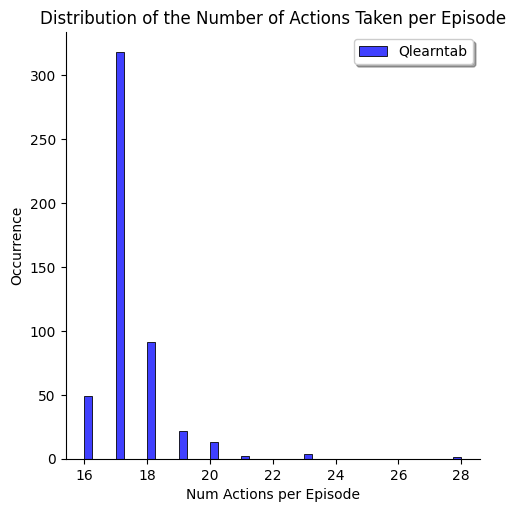 Distribution of the Number of Actions Taken per Episode
Qlearntab
300
250
200
150
100
50
0
Occurrence
16 18 20 22 24 26 28
Num Actions per Episode